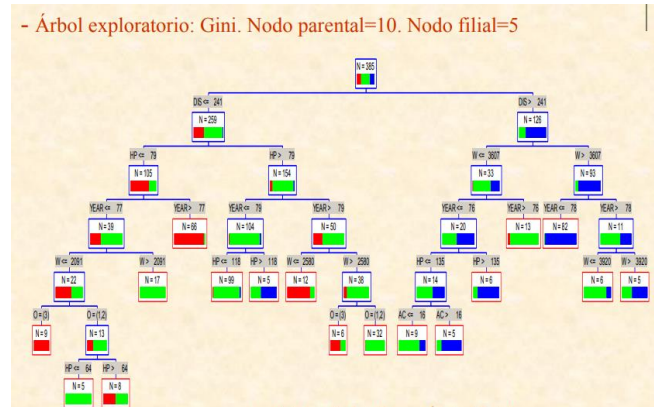 - Árbol exploratorio: Gini. Nodo parental=10. Nodo filial=5
N = 385
DIS <= 241 DIS > 241
N = 259 N = 126
HP <= 79 HP > 79 W <= 3607 W > 3607
N = 105 N = 154 N = 33 N = 93
YEAR <= 77 YEAR > 77 YEAR <= 79 YEAR > 79 YEAR <= 76 YEAR > 76 YEAR <= 78 YEAR > 78
N = 39 N = 66 N = 104 N = 50 N = 20 N = 13 N = 82 N = 11
W <= 2091 W > 2091 HP <= 118 HP > 118 W <= 2580 W > 2580 HP <= 135 HP > 135 W <= 3920 W > 3920
N = 22 N = 17 N = 99 N = 5 N = 12 N = 38 N = 14 N = 6 N = 6 N = 5
O = (3) O = (1,2) O = (3) O = (1,2) AC <= 16 AC > 16
N = 9 N = 13 N = 6 N = 32 N = 9 N = 5
HP <= 64 HP > 64
N = 5 N = 8